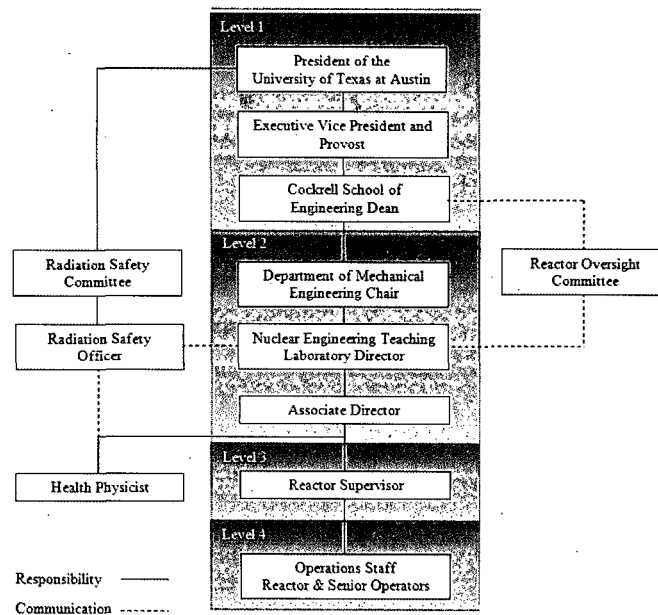 Level 1
President of the
University of Texas at Austin
Executive Vice President and
Provost
Cockrell School of
Engineering Dean
Level 2
Radiation Safety
Committee
Department of Mechanical
Engineering Chair
Reactor Oversight
Committee
Radiation Safety
Officer
Nuclear Engineering Teaching
Laboratory Director
Associate Director
Level 3
Health Physicist
Reactor Supervisor
Level 4
Operations Staff
Reactor & Senior Operators
Responsibility
Communication